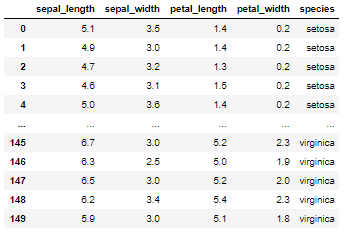 sepal_length sepal_width petal_length petal_width species
0 5.1 3.5 1.4 0.2 setosa
1 4.9 3.0 1.4 0.2 setosa
2 4.7 3.2 1.3 0.2 setosa
3 4.6 3.1 1.5 0.2 setosa
4 5.0 3.6 1.4 0.2 setosa
... ... ... ... ... ...
145 6.7 3.0 5.2 2.3 virginica
146 6.3 2.5 5.0 1.9 virginica
147 6.5 3.0 5.2 2.0 virginica
148 6.2 3.4 5.4 2.3 virginica
149 5.9 3.0 5.1 1.8 virginica